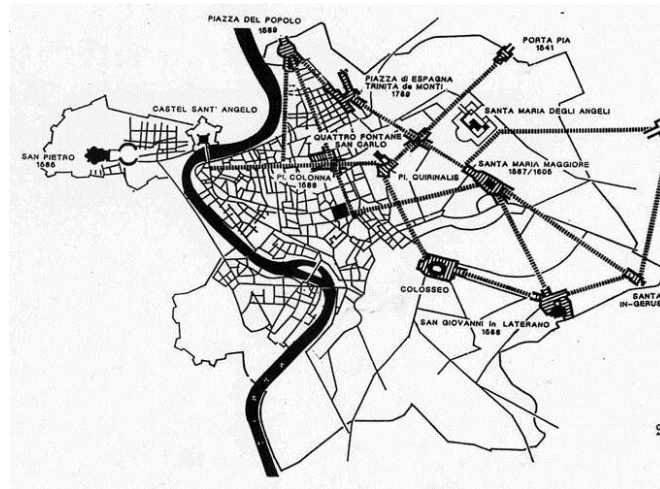 PIAZZA DEL POPOLO
1589
PORTA PIA
1541
PIAZZA di ESPAGNA
TRINITA de MONTI
1789
CASTEL SANT' ANGELO
SANTA MARIA DEGLI ANGELI
QUATTRO FONTANE
SAN CARLO
SAN PIETRO
1585
PI. COLONNA
1588
PI. QUIRINALIS
SANTA MARIA MAGGIORE
1587/1605
COLOSSEO
SANTA
IN-GERUS
SAN GIOVANNI in LATERANO